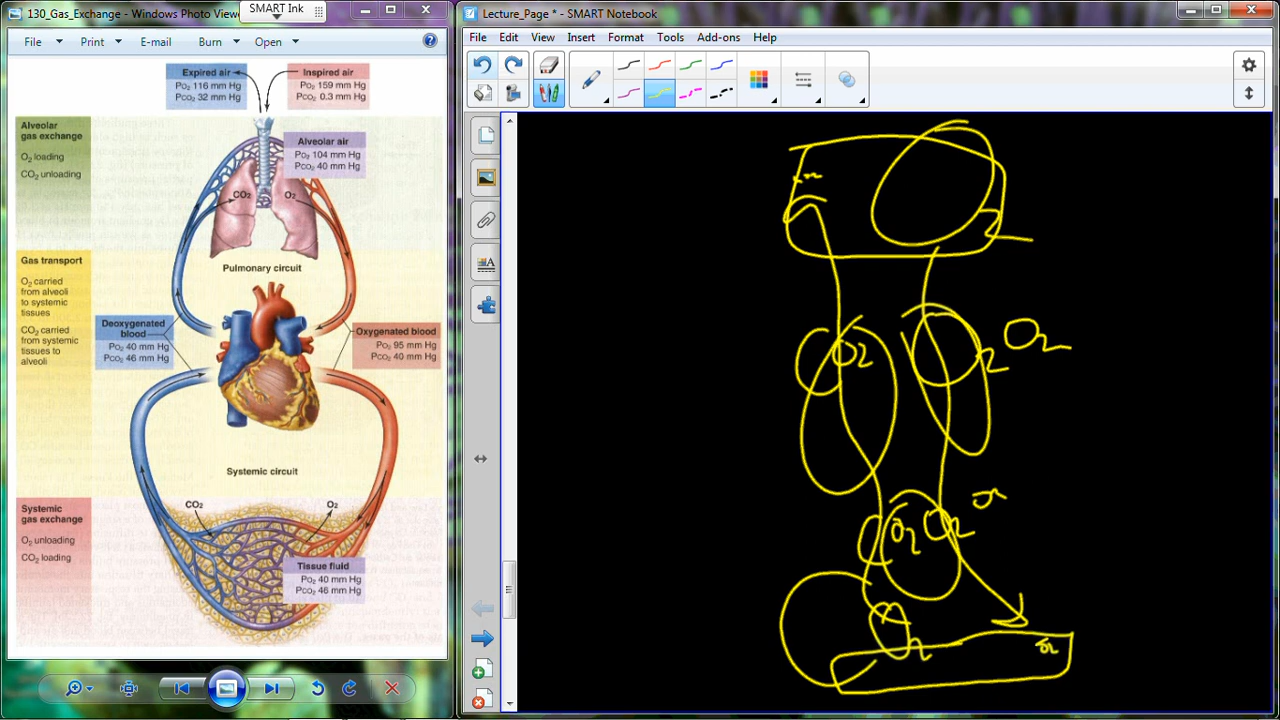 130_Gas_Exchange - Windows Photo View
SMART Ink
File Print E-mail Burn Open
Expired air
PO2 116 mm Hg
PCO2 32 mm Hg
Inspired air
PO2 159 mm Hg
PCO2 0.3 mm Hg
Alveolar
gas exchange
O2 loading
CO2 unloading
Alveolar air
PO2 104 mm Hg
PCO2 40 mm Hg
CO2
O2
Pulmonary circuit
Gas transport
O2 carried
from alveoli
to systemic
tissues
CO2 carried
from systemic
tissues to
alveoli
Deoxygenated
blood
PO2 40 mm Hg
PCO2 46 mm Hg
Oxygenated blood
PO2 95 mm Hg
PCO2 40 mm Hg
Systemic circuit
Systemic
gas exchange
O2 unloading
CO2 loading
CO2
O2
Tissue fluid
PO2 40 mm Hg
PCO2 46 mm Hg
Lecture_Page * - SMART Notebook
File Edit View Insert Format Tools Add-ons Help
O2
O2
O2
O2
O2